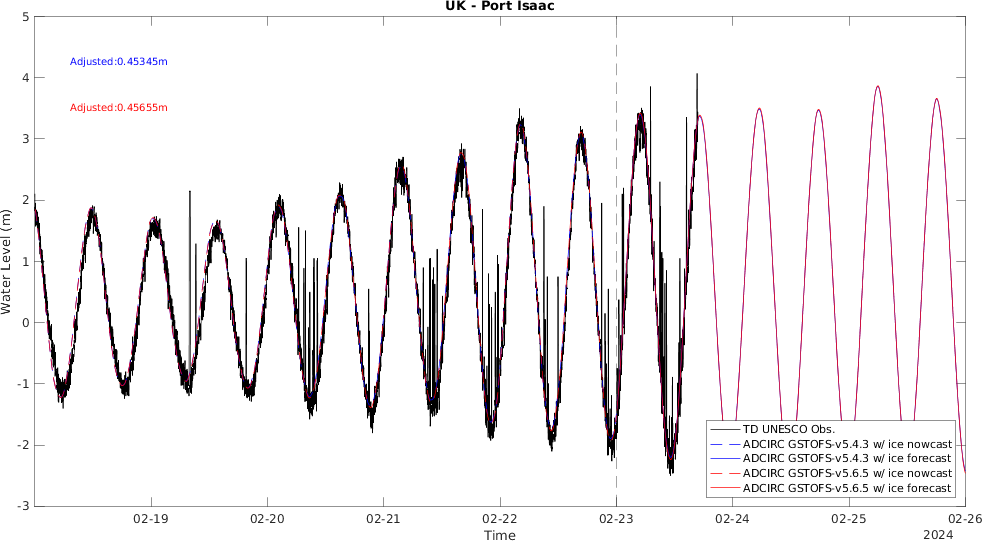 UK - Port Isaac
5
4
3
2
1
0
-1
-2
-3
Water Level (m)
Adjusted:0.45345m
Adjusted:0.45655m
TD UNESCO Obs.
ADCIRC GSTOFS-v5.4.3 w/ ice nowcast
ADCIRC GSTOFS-v5.4.3 w/ ice forecast
ADCIRC GSTOFS-v5.6.5 w/ ice nowcast
ADCIRC GSTOFS-v5.6.5 w/ ice forecast
02-19 02-20 02-21 02-22 02-23 02-24 02-25 02-26
Time 2024